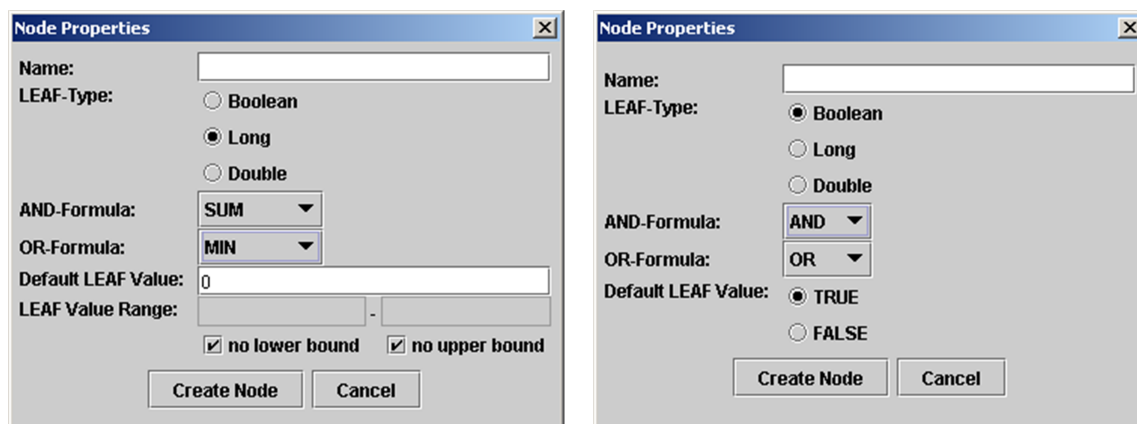 Node Properties
Name:
LEAF-Type:
Boolean
Long
Double
AND-Formula:
SUM
OR-Formula:
MIN
Default LEAF Value:
0
LEAF Value Range:
-
no lower bound
no upper bound
Create Node
Cancel
Node Properties
Name:
LEAF-Type:
Boolean
Long
Double
AND-Formula:
AND
OR-Formula:
OR
Default LEAF Value:
TRUE
FALSE
Create Node
Cancel